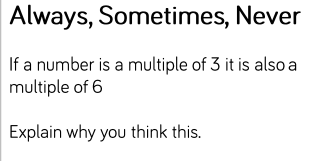 Always, Sometimes, Never
If a number is a multiple of 3 it is also a
multiple of 6
Explain why you think this.